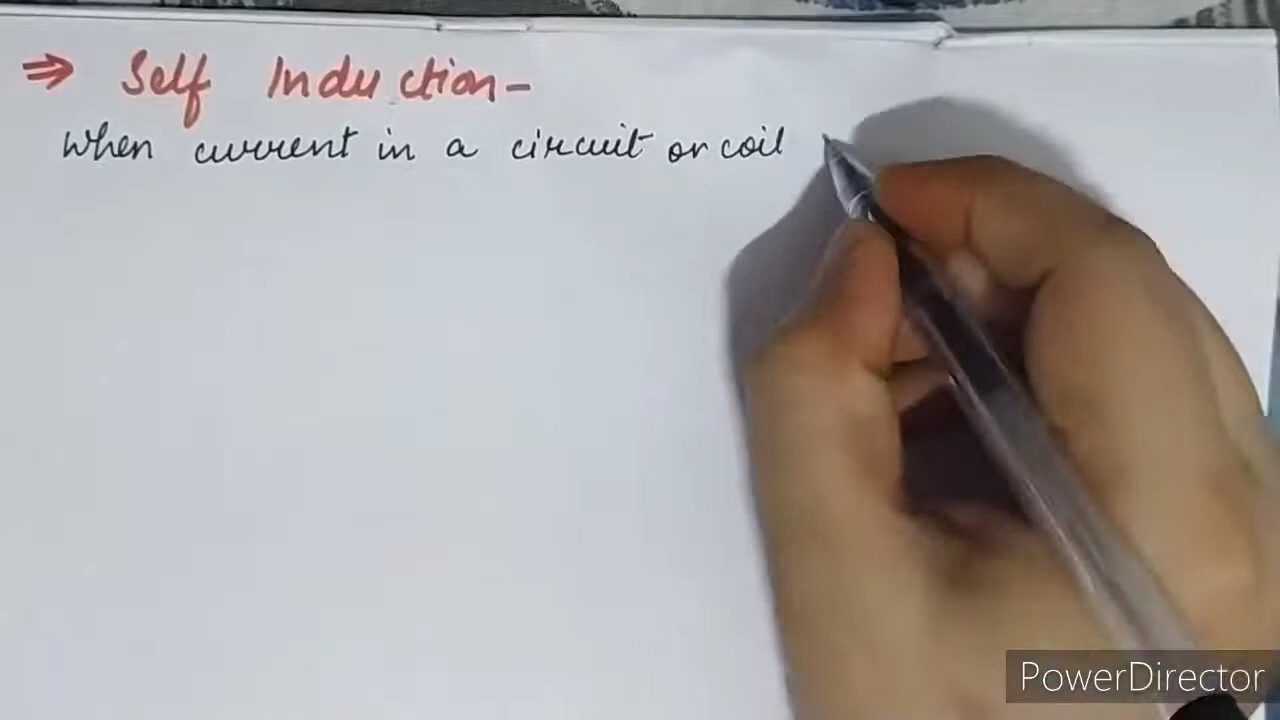 ⇒ Self Induction-
When current in a circuit or coil
PowerDirector